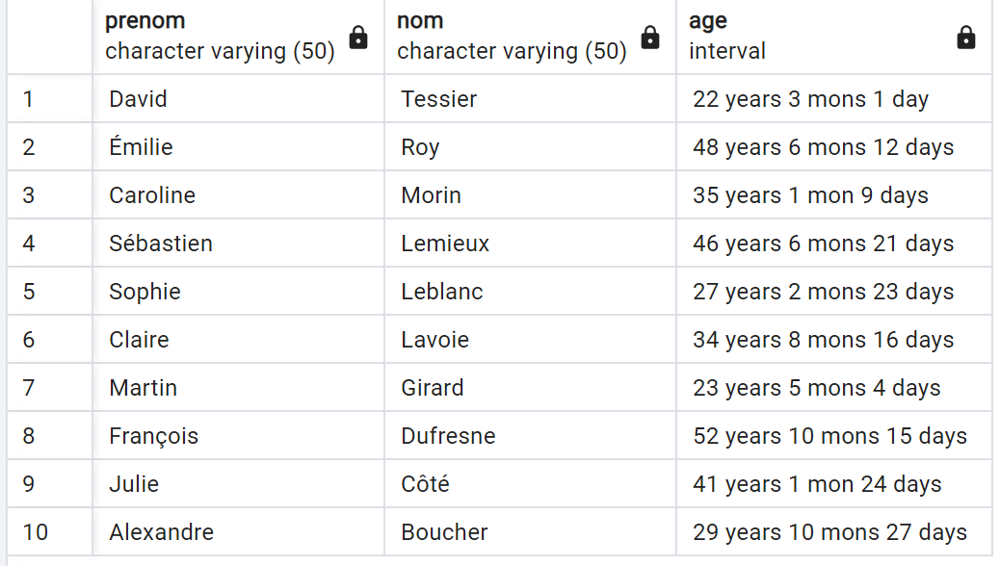 prenom nom age
character varying (50) character varying (50) interval
1 David Tessier 22 years 3 mons 1 day
2 Émilie Roy 48 years 6 mons 12 days
3 Caroline Morin 35 years 1 mon 9 days
4 Sébastien Lemieux 46 years 6 mons 21 days
5 Sophie Leblanc 27 years 2 mons 23 days
6 Claire Lavoie 34 years 8 mons 16 days
7 Martin Girard 23 years 5 mons 4 days
8 François Dufresne 52 years 10 mons 15 days
9 Julie Côté 41 years 1 mon 24 days
10 Alexandre Boucher 29 years 10 mons 27 days